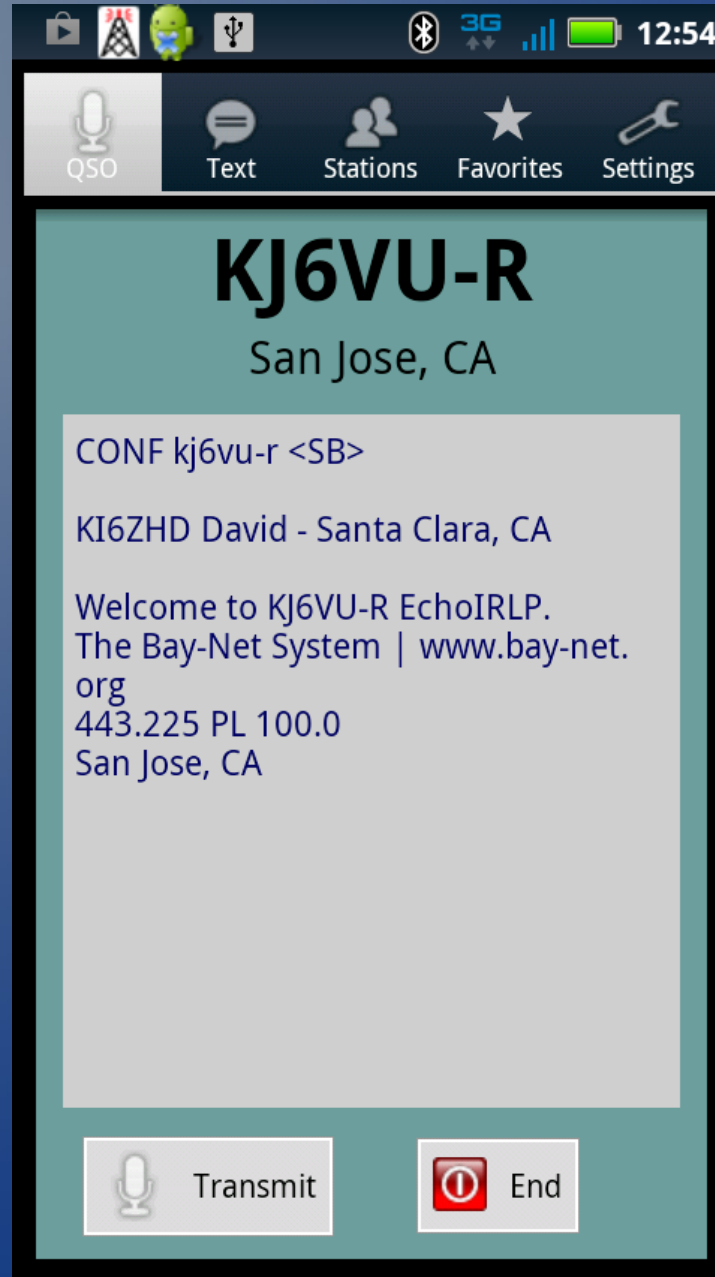 3G 12:54
QSO Text Stations Favorites Settings
KJ6VU-R
San Jose, CA
CONF kj6vu-r <SB>
KI6ZHD David - Santa Clara, CA
Welcome to KJ6VU-R EchoIRLP.
The Bay-Net System | www.bay-net.
org
443.225 PL 100.0
San Jose, CA
Transmit End